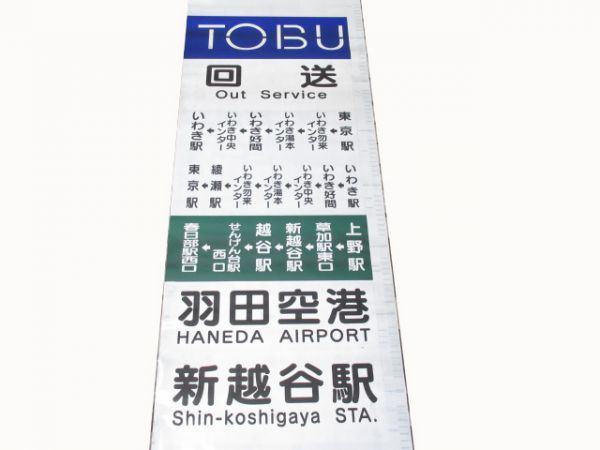 TOBU
回送
Out Service
東京駅←いわき勿来インター←いわき湯本インター←いわき好間←いわき中央インター←いわき駅
いわき駅←いわき好間←いわき中央インター←いわき湯本インター←いわき勿来インター←綾瀬駅←東京駅
上野駅←草加駅東口←新越谷駅←越谷駅←せんげん台駅西口←春日部駅西口
羽田空港
HANEDA AIRPORT
新越谷駅
Shin-koshigaya STA.